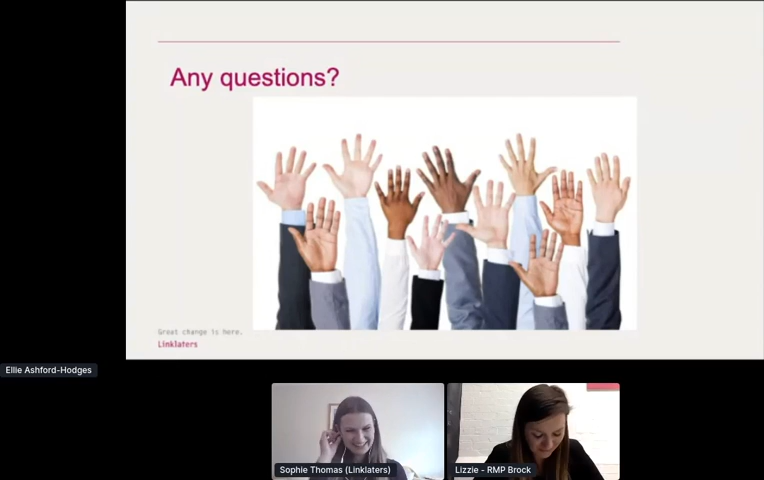 Any questions?
Great change is here.
Linklaters
Ellie Ashford-Hodges
Sophie Thomas (Linklaters)
Lizzie - RMP Brock